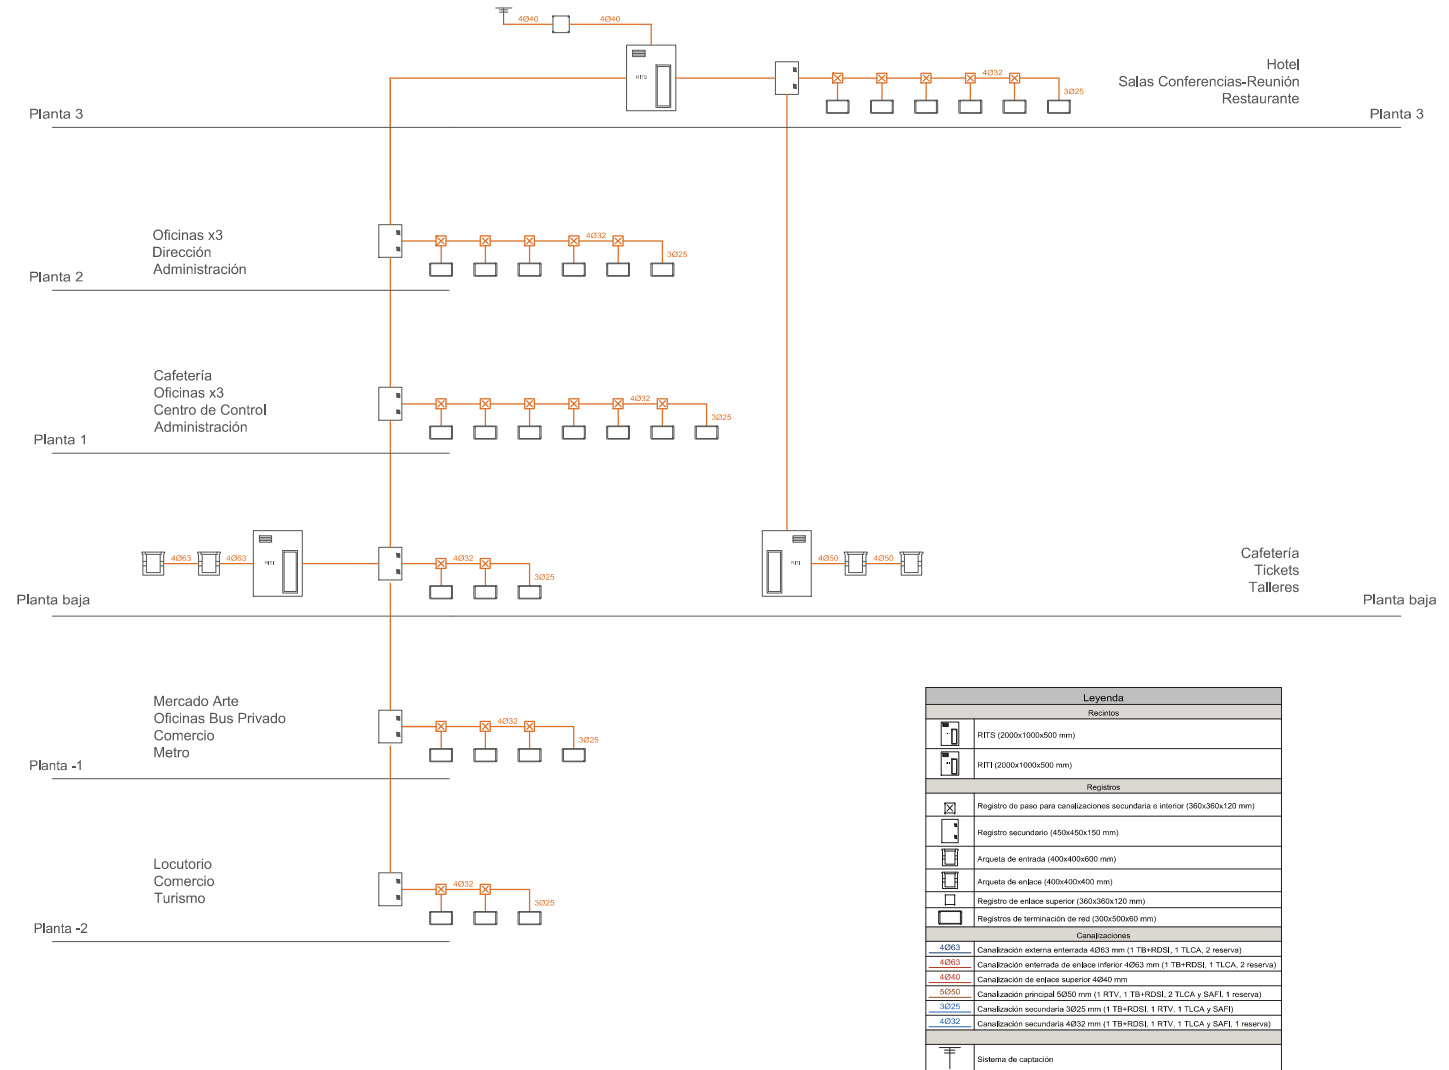 4Ø40
4Ø40
RITS
4Ø32
3Ø25
Hotel
Salas Conferencias-Reunión
Restaurante
Planta 3
Planta 3
Oficinas x3
Dirección
Administración
4Ø32
3Ø25
Planta 2
Cafetería
Oficinas x3
Centro de Control
Administración
4Ø32
3Ø25
Planta 1
4Ø63
4Ø63
RITI
4Ø32
3Ø25
RITI
4Ø50
4Ø50
Cafetería
Tickets
Talleres
Planta baja
Planta baja
Mercado Arte
Oficinas Bus Privado
Comercio
Metro
4Ø32
3Ø25
Planta -1
Locutorio
Comercio
Turismo
4Ø32
3Ø25
Planta -2
Leyenda
Recintos
RITS (2000x1000x500 mm)
RITI (2000x1000x500 mm)
Registros
Registro de paso para canalizaciones secundaria e interior (360x360x120 mm)
Registro secundario (450x450x150 mm)
Arqueta de entrada (400x400x600 mm)
Arqueta de enlace (400x400x400 mm)
Registro de enlace superior (360x360x120 mm)
Registros de terminación de red (300x500x60 mm)
Canalizaciones
4Ø63 Canalización externa enterrada 4Ø63 mm (1 TB+RDSI, 1 TLCA, 2 reserva)
4Ø63 Canalización enterrada de enlace inferior 4Ø63 mm (1 TB+RDSI, 1 TLCA, 2 reserva)
4Ø40 Canalización de enlace superior 4Ø40 mm
5Ø50 Canalización principal 5Ø50 mm (1 RTV, 1 TB+RDSI, 2 TLCA y SAFI, 1 reserva)
3Ø25 Canalización secundaria 3Ø25 mm (1 TB+RDSI, 1 RTV, 1 TLCA y SAFI)
4Ø32 Canalización secundaria 4Ø32 mm (1 TB+RDSI, 1 RTV, 1 TLCA y SAFI, 1 reserva)
Sistema de captación